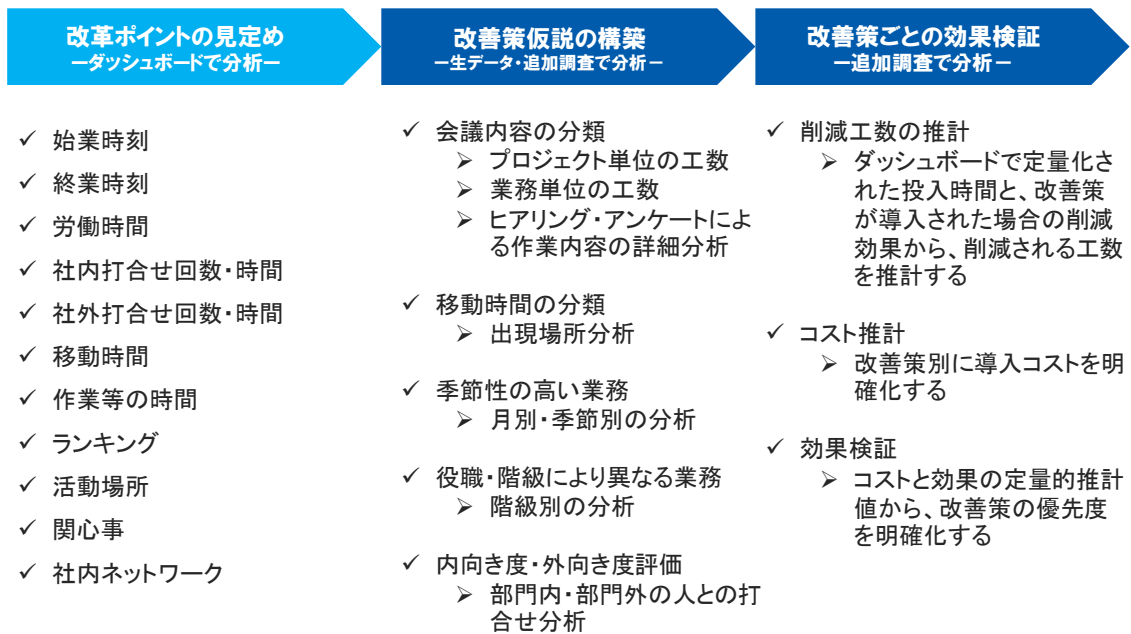 改革ポイントの見定め
－ダッシュボードで分析－
✓ 始業時刻
✓ 終業時刻
✓ 労働時間
✓ 社内打合せ回数・時間
✓ 社外打合せ回数・時間
✓ 移動時間
✓ 作業等の時間
✓ ランキング
✓ 活動場所
✓ 関心事
✓ 社内ネットワーク
改善策仮説の構築
－生データ・追加調査で分析－
✓ 会議内容の分類
➢ プロジェクト単位の工数
➢ 業務単位の工数
➢ ヒアリング・アンケートによ
る作業内容の詳細分析
✓ 移動時間の分類
➢ 出現場所分析
✓ 季節性の高い業務
➢ 月別・季節別の分析
✓ 役職・階級により異なる業務
➢ 階級別の分析
✓ 内向き度・外向き度評価
➢ 部門内・部門外の人との打
合せ分析
改善策ごとの効果検証
－追加調査で分析－
✓ 削減工数の推計
➢ ダッシュボードで定量化さ
れた投入時間と、改善策
が導入された場合の削減
効果から、削減される工数
を推計する
✓ コスト推計
➢ 改善策別に導入コストを明
確化する
✓ 効果検証
➢ コストと効果の定量的推計
値から、改善策の優先度
を明確化する